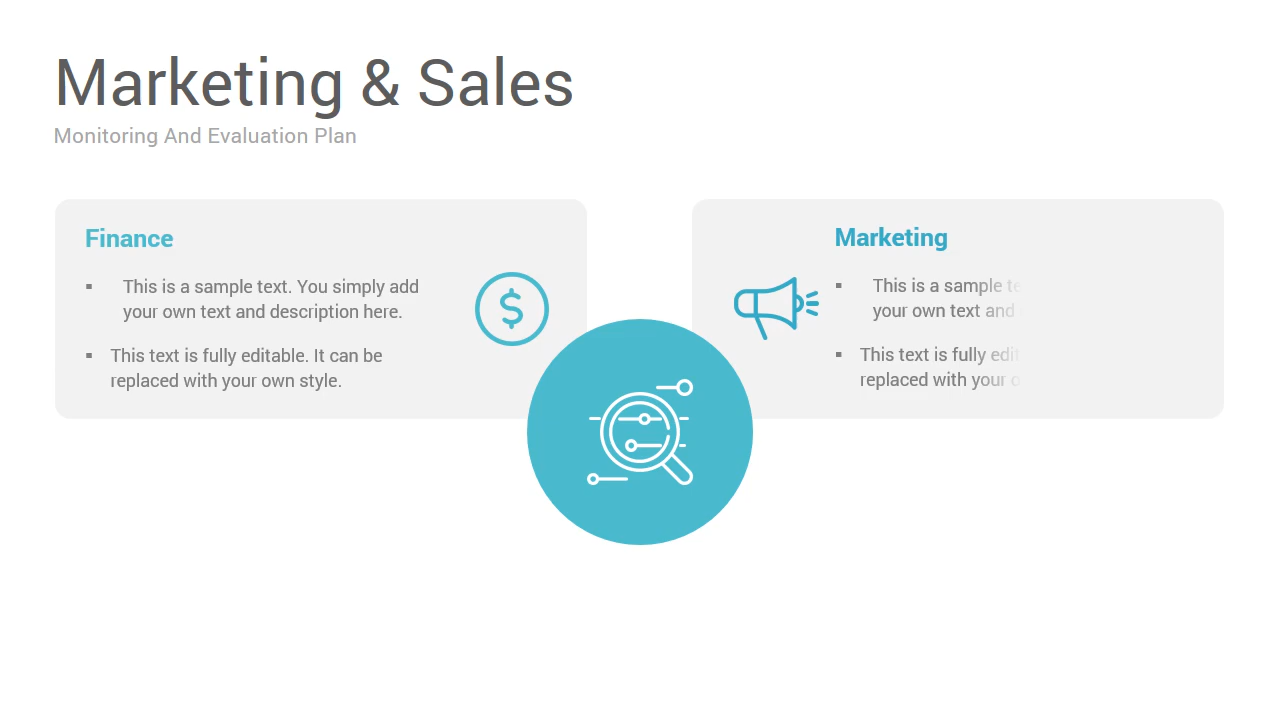 Marketing & Sales
Monitoring And Evaluation Plan
Finance
▪ This is a sample text. You simply add
your own text and description here.
▪ This text is fully editable. It can be
replaced with your own style.
Marketing
▪ This is a sample
your own text and
▪ This text is fully
replaced with your